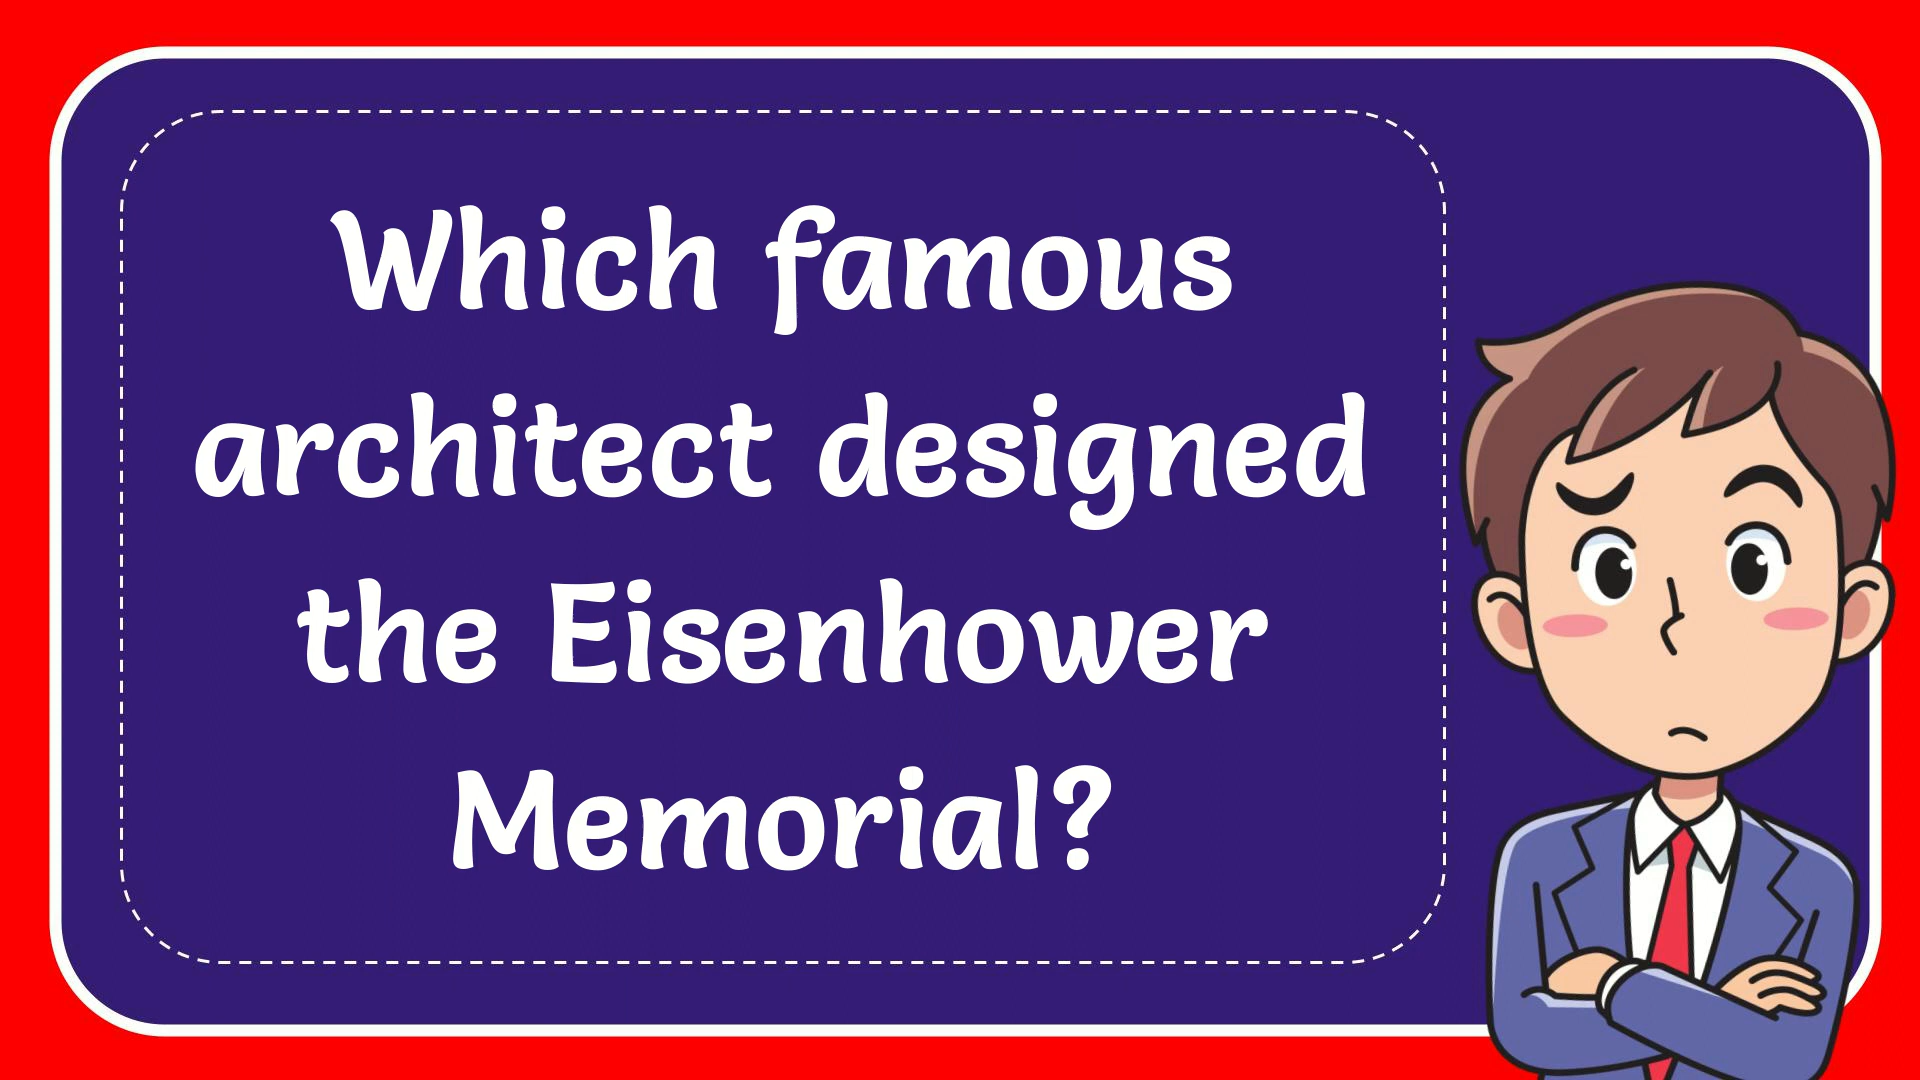 Which famous
architect designed
the Eisenhower
Memorial?